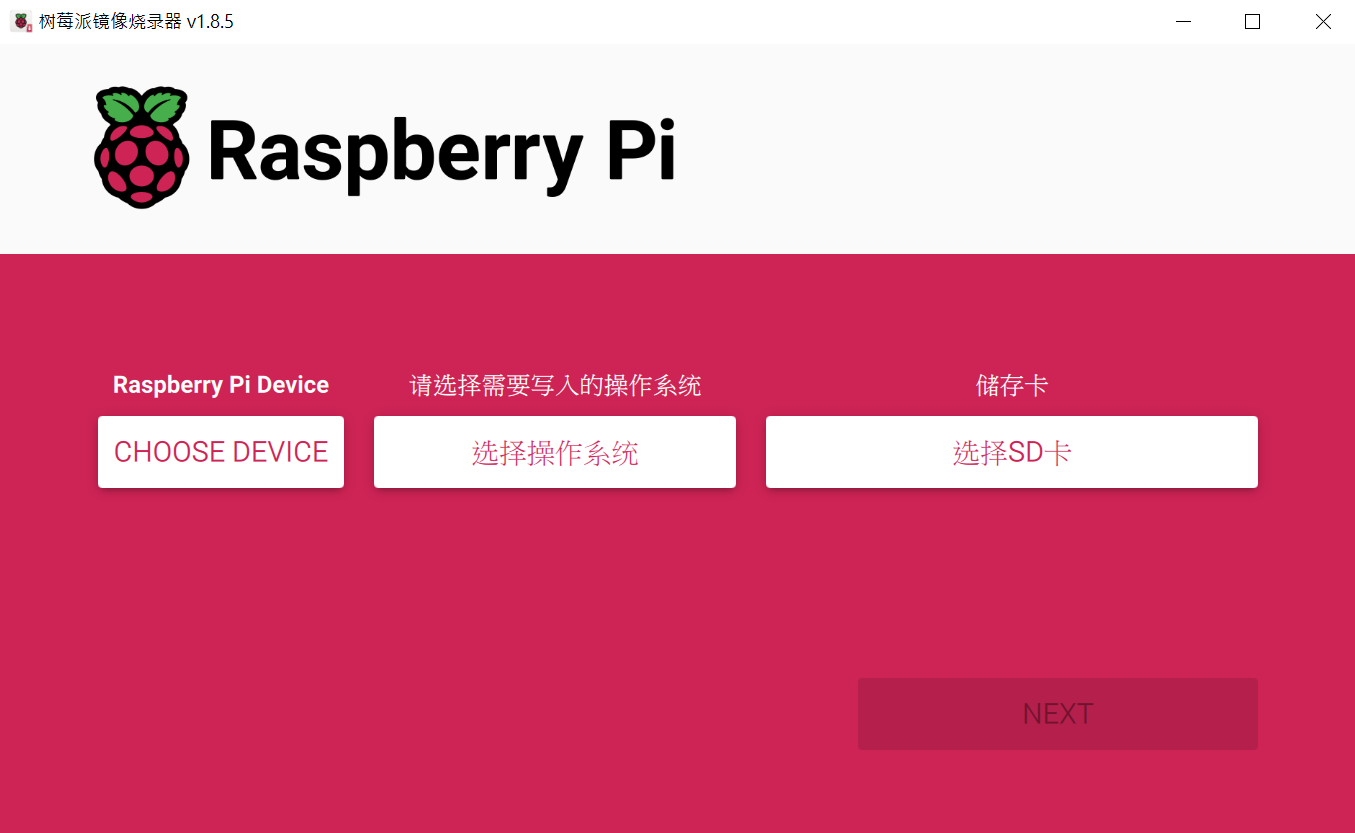 树莓派镜像烧录器 v1.8.5
Raspberry Pi
Raspberry Pi Device
请选择需要写入的操作系统
储存卡
CHOOSE DEVICE
选择操作系统
选择SD卡
NEXT